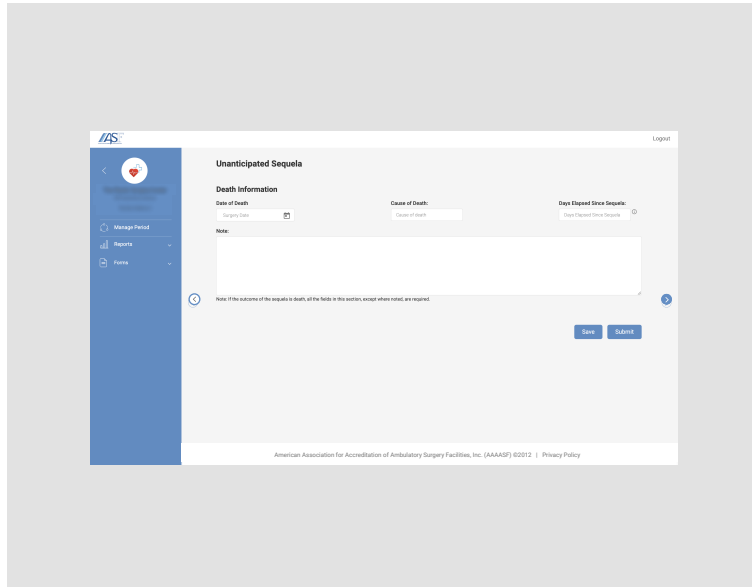 Logout
Unanticipated Sequela
Death Information
Date of Death
Cause of Death:
Days Elapsed Since Sequela:
Surgery Date
Cause of death
Days Elapsed Since Sequela
Manage Period
Note:
Reports
Forms
Note: If the outcome of the sequela is death, all the fields in this section, except where noted, are required.
Save
Submit
American Association for Accreditation of Ambulatory Surgery Facilities, Inc. (AAAASF) ©2012 | Privacy Policy